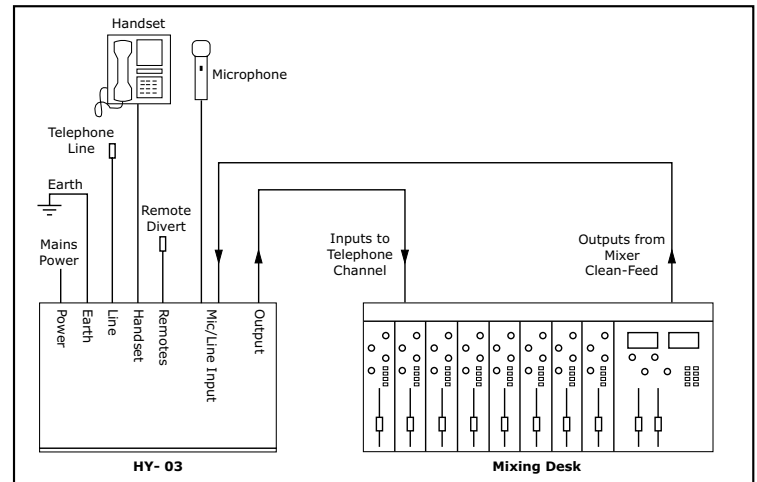 Handset
Microphone
Telephone
Line
Earth
Remote
Divert
Mains
Power
Inputs to
Telephone
Channel
Outputs from
Mixer
Clean-Feed
Power
Earth
Line
Handset
Remotes
Mic/Line Input
Output
HY- 03
Mixing Desk